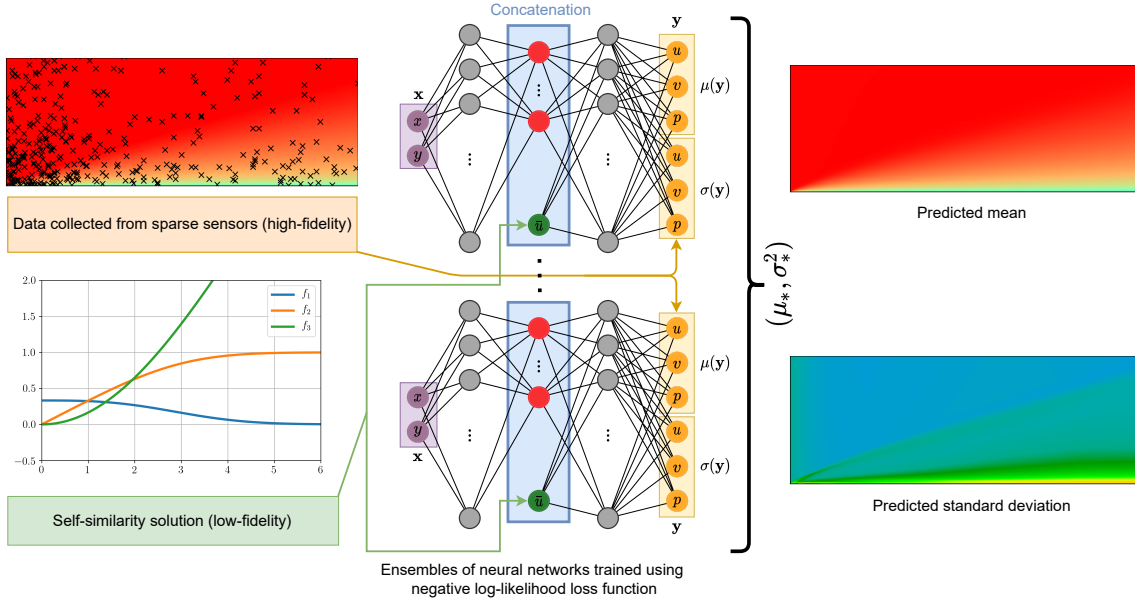 Concatenation
y
x
x
y
u
v
p
u
v
p
μ(y)
σ(y)
ū
Data collected from sparse sensors (high-fidelity)
Predicted mean
2.0
1.5
1.0
0.5
0.0
−0.5
0
1
2
3
4
5
6
f₁
f₂
f₃
Self-similarity solution (low-fidelity)
x
y
x
u
v
p
u
v
p
μ(y)
σ(y)
ū
y
(μ*, σ*²)
Predicted standard deviation
Ensembles of neural networks trained using
negative log-likelihood loss function